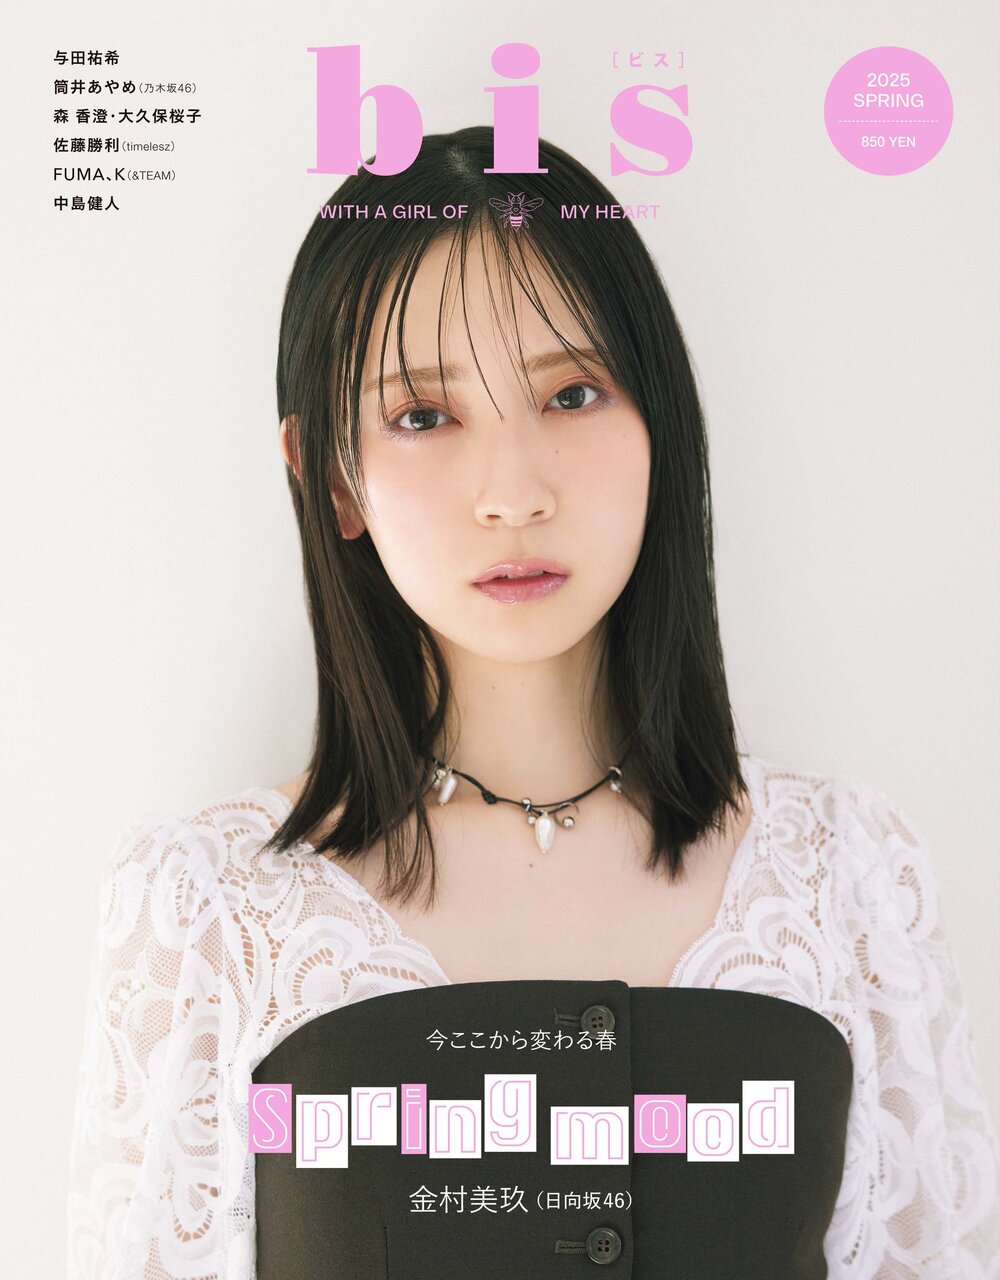 与田祐希
筒井あやめ(乃木坂46)
森 香澄・大久保桜子
佐藤勝利(timelesz)
FUMA、K(&TEAM)
中島健人
bis
[ビス]
WITH A GIRL OF MY HEART
2025
SPRING
850 YEN
今ここから変わる春
Spring mood
金村美玖(日向坂46)